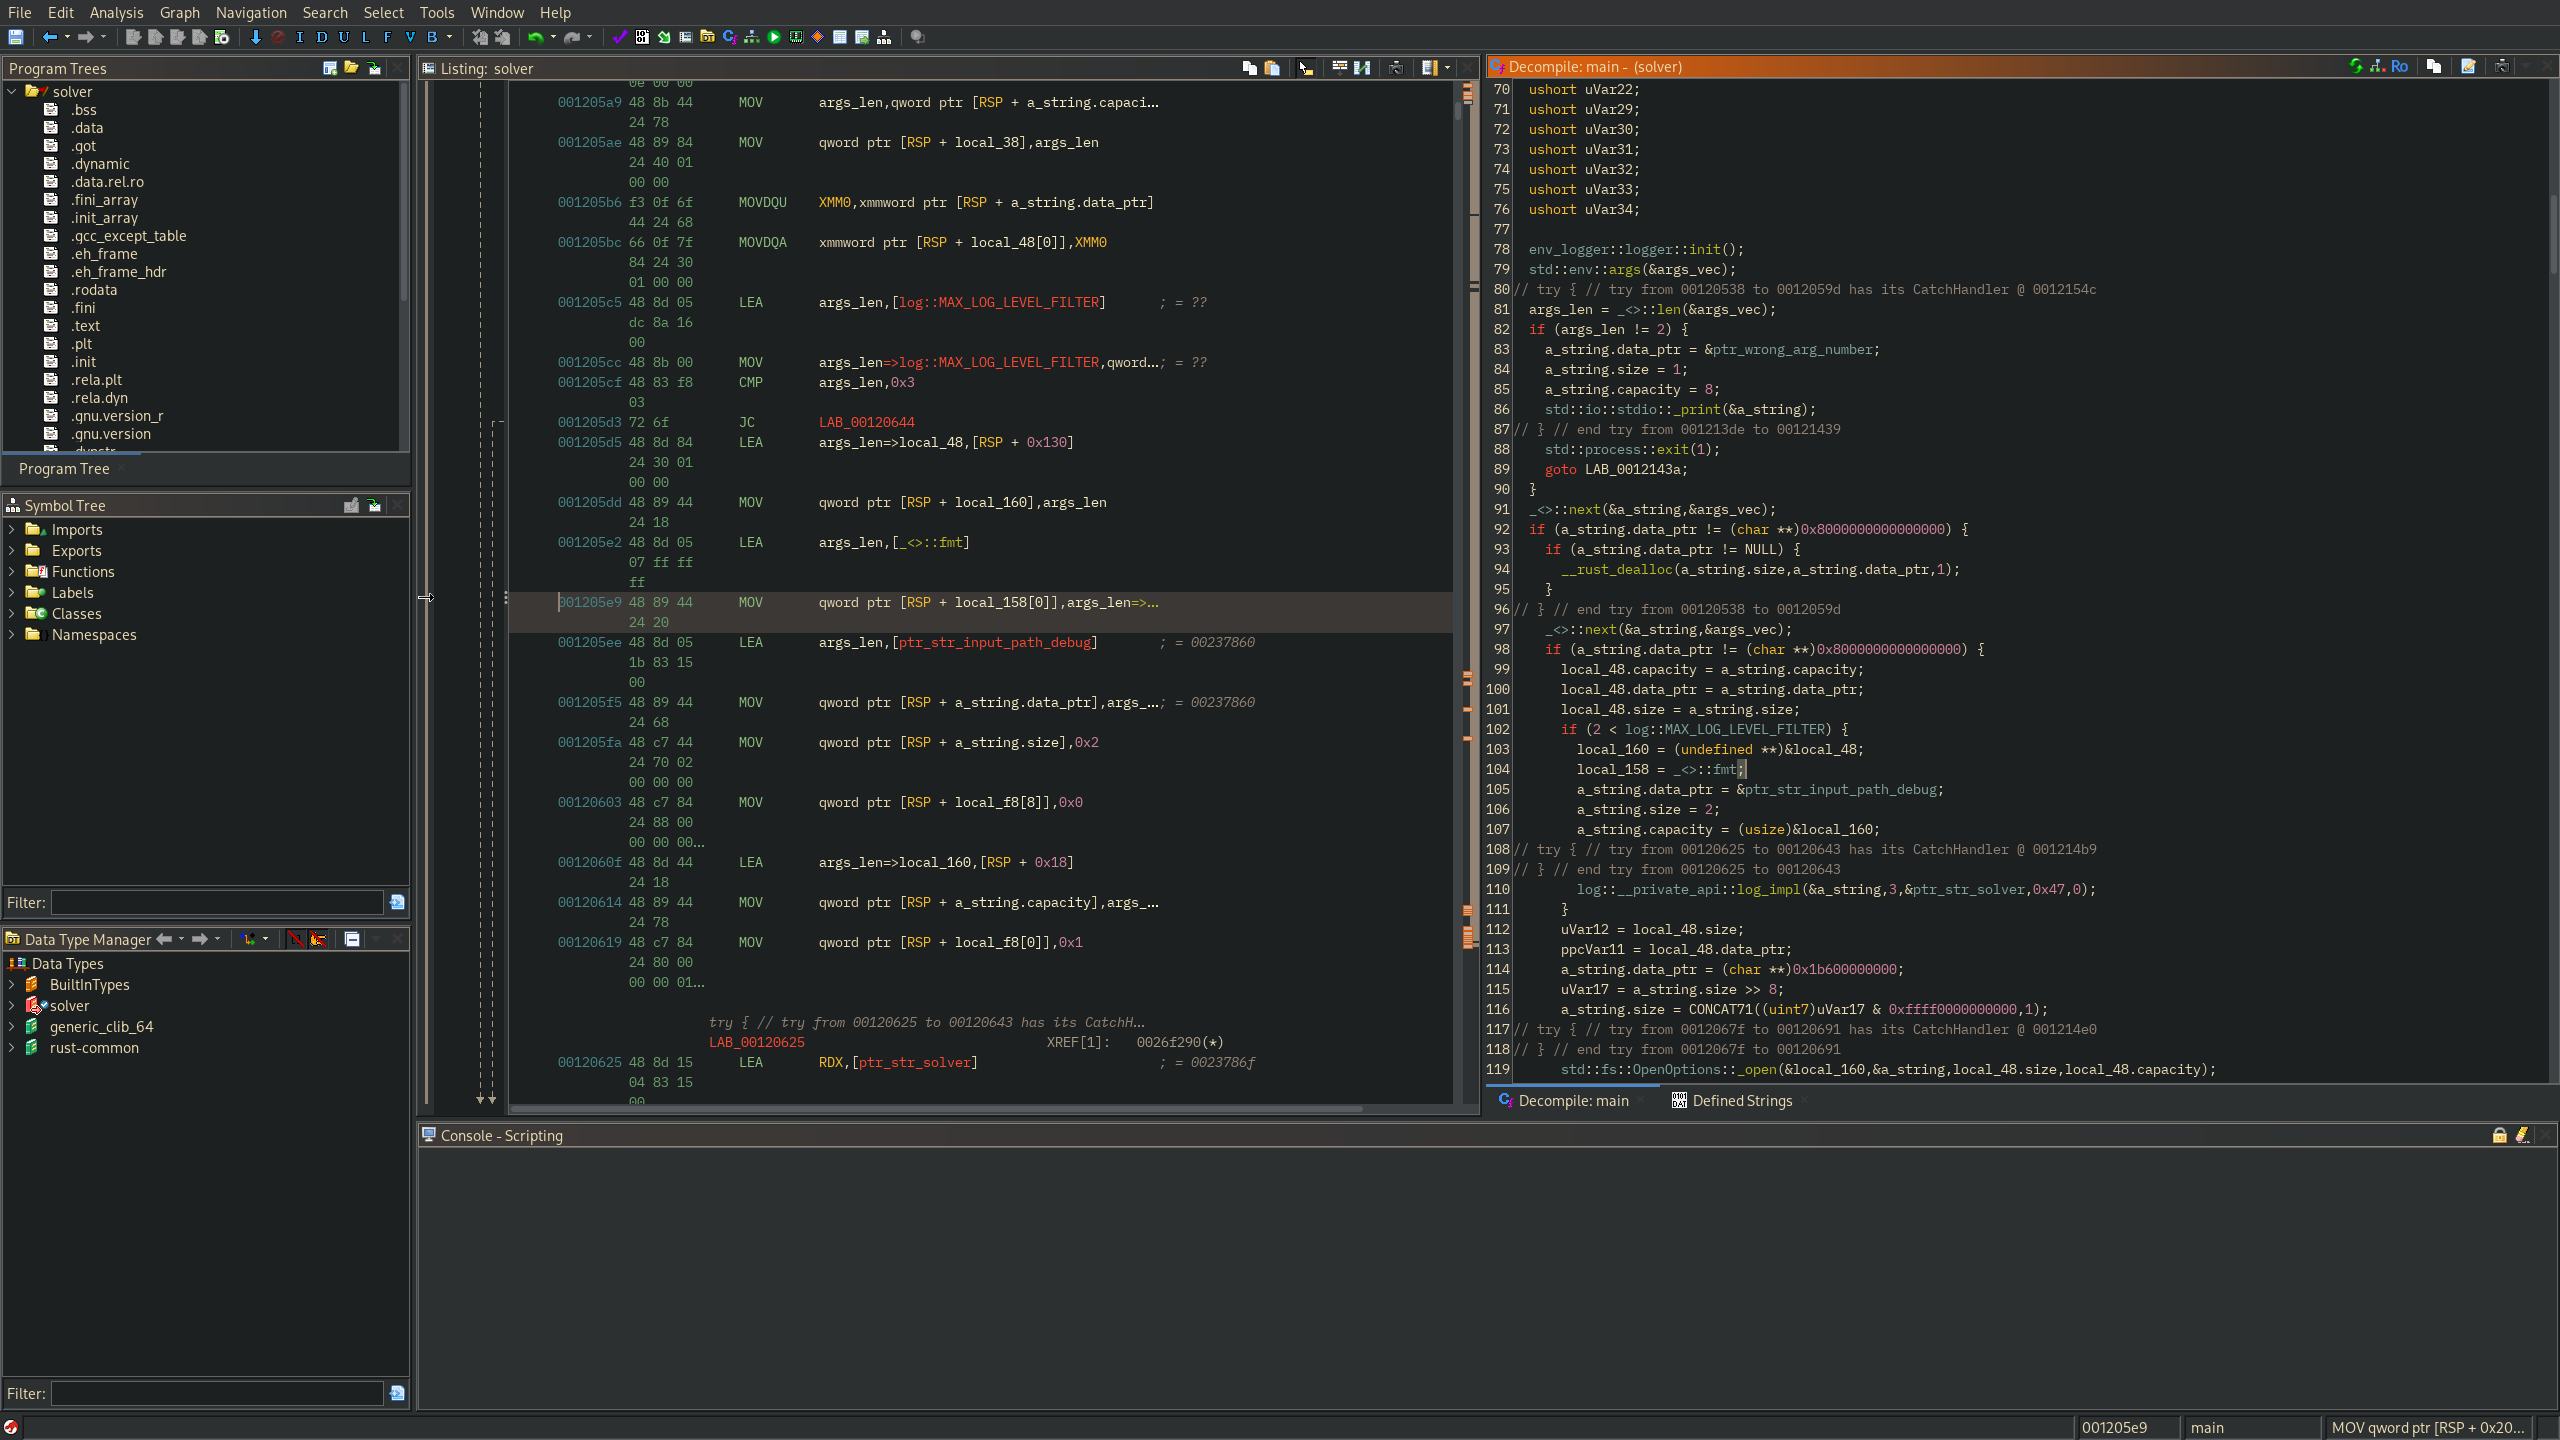 File Edit Analysis Graph Navigation Search Select Tools Window Help
I D U L F V B
Program Trees
solver
.bss
.data
.got
.dynamic
.data.rel.ro
.fini_array
.init_array
.gcc_except_table
.eh_frame
.eh_frame_hdr
.rodata
.fini
.text
.plt
.init
.rela.plt
.rela.dyn
.gnu.version_r
.gnu.version
.dynstr
Program Tree
Symbol Tree
Imports
Exports
Functions
Labels
Classes
Namespaces
Filter:
Data Type Manager
Data Types
BuiltInTypes
solver
generic_clib_64
rust-common
Filter:
Listing: solver
0e 00 00
001205a9 48 8b 44 MOV args_len,qword ptr [RSP + a_string.capaci...
24 78
001205ae 48 89 84 MOV qword ptr [RSP + local_38],args_len
24 40 01
00 00
001205b6 f3 0f 6f MOVDQU XMM0,xmmword ptr [RSP + a_string.data_ptr]
44 24 68
001205bc 66 0f 7f MOVDQA xmmword ptr [RSP + local_48[0]],XMM0
84 24 30
01 00 00
001205c5 48 8d 05 LEA args_len,[log::MAX_LOG_LEVEL_FILTER] ; = ??
dc 8a 16
00
001205cc 48 8b 00 MOV args_len=>log::MAX_LOG_LEVEL_FILTER,qword...; = ??
001205cf 48 83 f8 CMP args_len,0x3
03
001205d3 72 6f JC LAB_00120644
001205d5 48 8d 84 LEA args_len=>local_48,[RSP + 0x130]
24 30 01
00 00
001205dd 48 89 44 MOV qword ptr [RSP + local_160],args_len
24 18
001205e2 48 8d 05 LEA args_len,[_<>::fmt]
07 ff ff
ff
001205e9 48 89 44 MOV qword ptr [RSP + local_158[0]],args_len=>...
24 20
001205ee 48 8d 05 LEA args_len,[ptr_str_input_path_debug] ; = 00237860
1b 83 15
00
001205f5 48 89 44 MOV qword ptr [RSP + a_string.data_ptr],args_...; = 00237860
24 68
001205fa 48 c7 44 MOV qword ptr [RSP + a_string.size],0x2
24 70 02
00 00 00
00120603 48 c7 84 MOV qword ptr [RSP + local_f8[8]],0x0
24 88 00
00 00 00...
0012060f 48 8d 44 LEA args_len=>local_160,[RSP + 0x18]
24 18
00120614 48 89 44 MOV qword ptr [RSP + a_string.capacity],args_...
24 78
00120619 48 c7 84 MOV qword ptr [RSP + local_f8[0]],0x1
24 80 00
00 00 01...
try { // try from 00120625 to 00120643 has its CatchH...
LAB_00120625 XREF[1]: 0026f290(*)
00120625 48 8d 15 LEA RDX,[ptr_str_solver] ; = 0023786f
04 83 15
00
Decompile: main - (solver)
Ro
70 ushort uVar22;
71 ushort uVar29;
72 ushort uVar30;
73 ushort uVar31;
74 ushort uVar32;
75 ushort uVar33;
76 ushort uVar34;
77
78 env_logger::logger::init();
79 std::env::args(&args_vec);
80 // try { // try from 00120538 to 0012059d has its CatchHandler @ 0012154c
81 args_len = _<>::len(&args_vec);
82 if (args_len != 2) {
83 a_string.data_ptr = &ptr_wrong_arg_number;
84 a_string.size = 1;
85 a_string.capacity = 8;
86 std::io::stdio::_print(&a_string);
87 // } // end try from 001213de to 00121439
88 std::process::exit(1);
89 goto LAB_0012143a;
90 }
91 _<>::next(&a_string,&args_vec);
92 if (a_string.data_ptr != (char **)0x8000000000000000) {
93 if (a_string.data_ptr != NULL) {
94 __rust_dealloc(a_string.size,a_string.data_ptr,1);
95 }
96 // } // end try from 00120538 to 0012059d
97 _<>::next(&a_string,&args_vec);
98 if (a_string.data_ptr != (char **)0x8000000000000000) {
99 local_48.capacity = a_string.capacity;
100 local_48.data_ptr = a_string.data_ptr;
101 local_48.size = a_string.size;
102 if (2 < log::MAX_LOG_LEVEL_FILTER) {
103 local_160 = (undefined **)&local_48;
104 local_158 = _<>::fmt;
105 a_string.data_ptr = &ptr_str_input_path_debug;
106 a_string.size = 2;
107 a_string.capacity = (usize)&local_160;
108 // try { // try from 00120625 to 00120643 has its CatchHandler @ 001214b9
109 // } // end try from 00120625 to 00120643
110 log::__private_api::log_impl(&a_string,3,&ptr_str_solver,0x47,0);
111 }
112 uVar12 = local_48.size;
113 ppcVar11 = local_48.data_ptr;
114 a_string.data_ptr = (char **)0x1b600000000;
115 uVar17 = a_string.size >> 8;
116 a_string.size = CONCAT71((uint7)uVar17 & 0xffff0000000000,1);
117 // try { // try from 0012067f to 00120691 has its CatchHandler @ 001214e0
118 // } // end try from 0012067f to 00120691
119 std::fs::OpenOptions::_open(&local_160,&a_string,local_48.size,local_48.capacity);
Decompile: main Defined Strings
Console - Scripting
001205e9 main MOV qword ptr [RSP + 0x20...